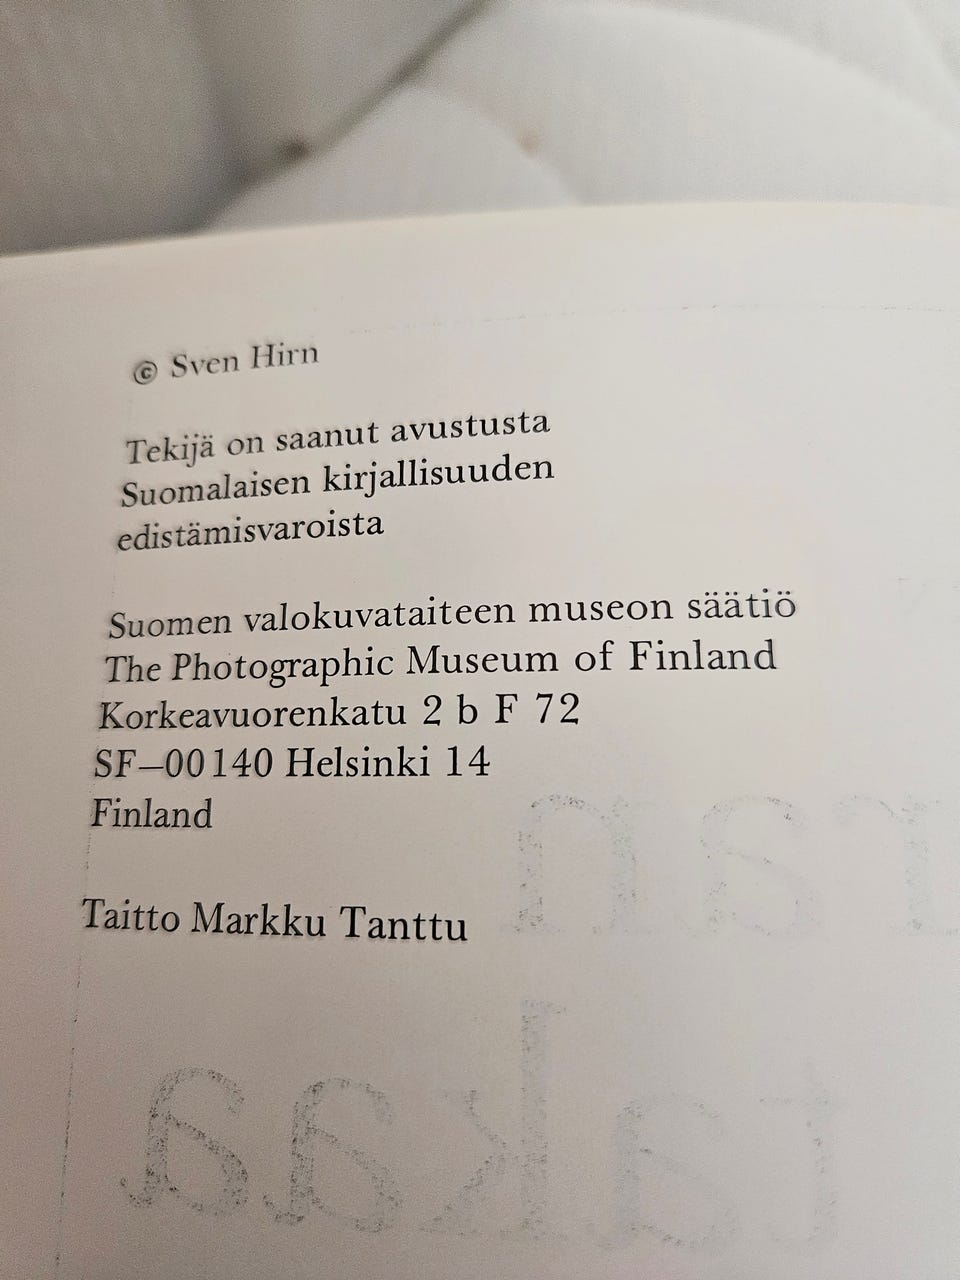 © Sven Hirn
Tekijä on saanut avustusta
Suomalaisen kirjallisuuden
edistämisvaroista
Suomen valokuvataiteen museon säätiö
The Photographic Museum of Finland
Korkeavuorenkatu 2 b F 72
SF—00140 Helsinki 14
Finland
Taitto Markku Tanttu
takaa